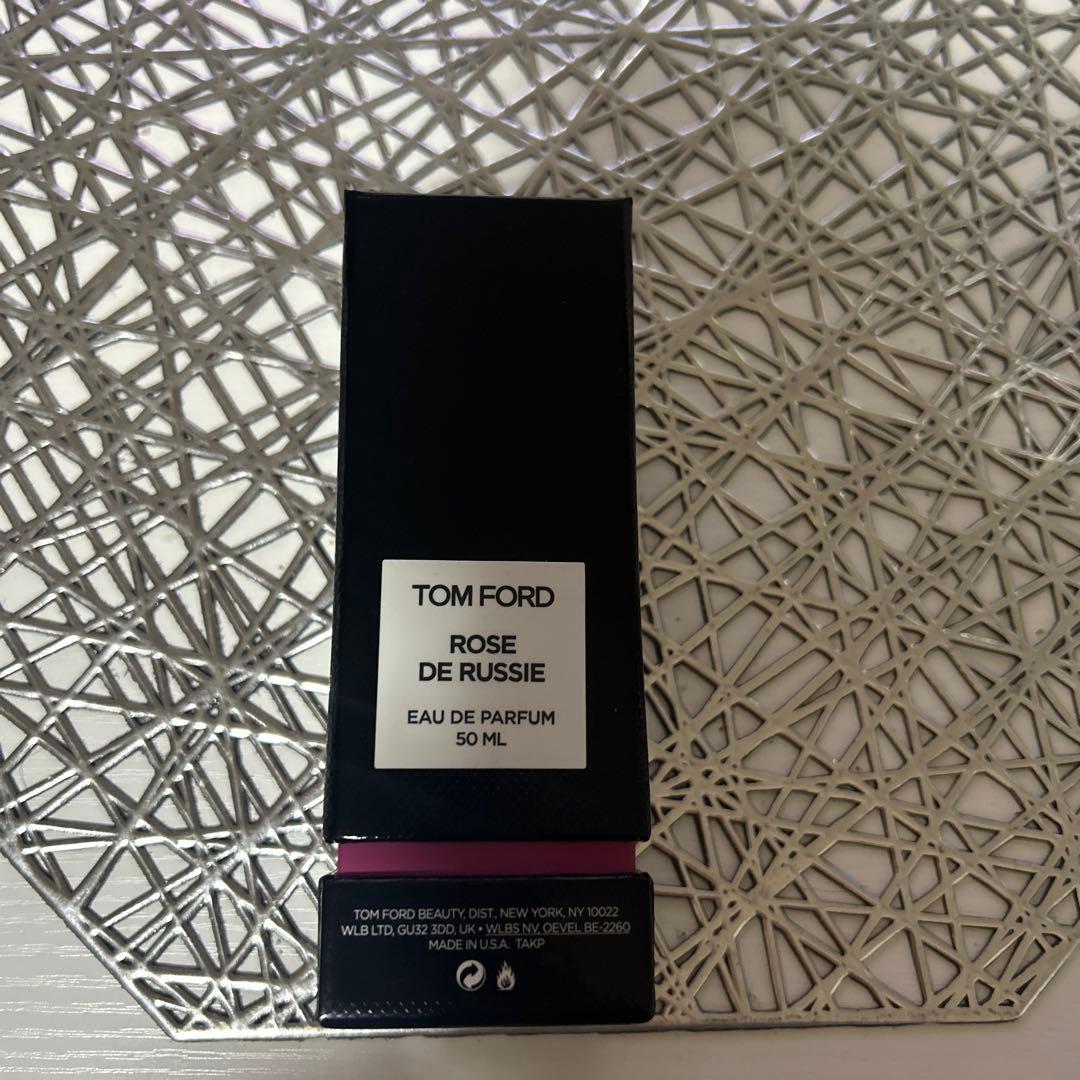 TOM FORD
ROSE
DE RUSSIE
EAU DE PARFUM
50 ML
TOM FORD BEAUTY, DIST., NEW YORK, NY 10022
WLB LTD, GU32 3DD, UK • WLBS NV, OEVEL BE-2260
MADE IN U.S.A. TAKP